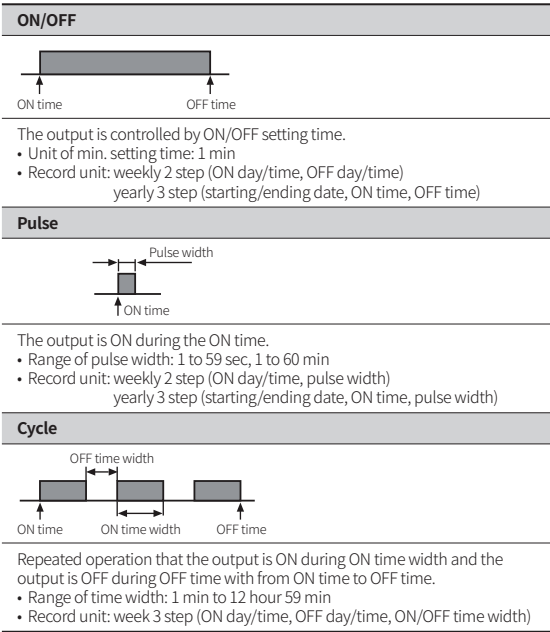 ON/OFF
ON time
OFF time
The output is controlled by ON/OFF setting time.
• Unit of min. setting time: 1 min
• Record unit: weekly 2 step (ON day/time, OFF day/time)
yearly 3 step (starting/ending date, ON time, OFF time)
Pulse
Pulse width
ON time
The output is ON during the ON time.
• Range of pulse width: 1 to 59 sec, 1 to 60 min
• Record unit: weekly 2 step (ON day/time, pulse width)
yearly 3 step (starting/ending date, ON time, pulse width)
Cycle
OFF time width
ON time
ON time width
OFF time
Repeated operation that the output is ON during ON time width and the
output is OFF during OFF time with from ON time to OFF time.
• Range of time width: 1 min to 12 hour 59 min
• Record unit: week 3 step (ON day/time, OFF day/time, ON/OFF time width)